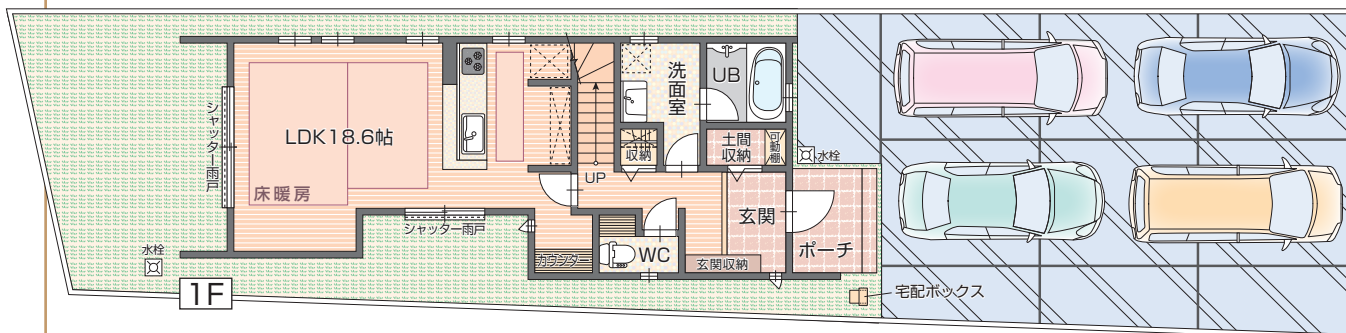 洗面室
UB
シャッター雨戸
LDK18.6帖
収納
土間
収納
可動棚
水栓
UP
床暖房
玄関
シャッター雨戸
水栓
カウンター
WC
玄関収納
ポーチ
1F
宅配ボックス